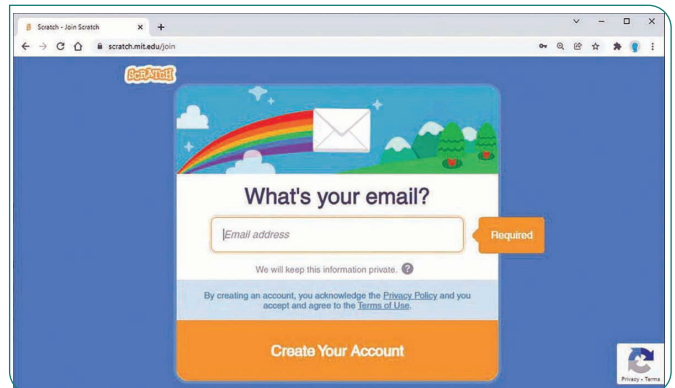 Scratch - Join Scratch
scratch.mit.edu/join
SCRATCH
What's your email?
Email address
Required
We will keep this information private. ?
By creating an account, you acknowledge the Privacy Policy and you
accept and agree to the Terms of Use.
Create Your Account
Privacy - Terms